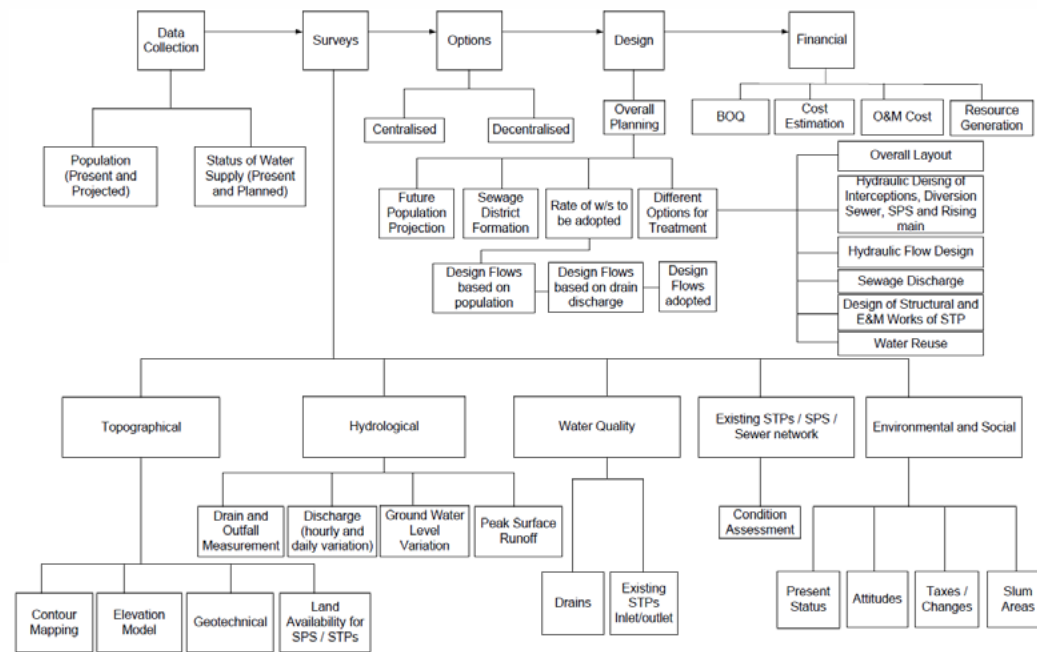 Data
Collection
Surveys
Options
Design
Financial
Population
(Present and
Projected)
Status of Water
Supply (Present
and Planned)
Centralised
Decentralised
Overall
Planning
BOQ
Cost
Estimation
O&M Cost
Resource
Generation
Future
Population
Projection
Sewage
District
Formation
Rate of w/s to
be adopted
Different
Options for
Treatment
Overall Layout
Hydraulic Deisng of
Interceptions, Diversion
Sewer, SPS and Rising
main
Hydraulic Flow Design
Sewage Discharge
Design of Structural and
E&M Works of STP
Water Reuse
Design Flows
based on
population
Design Flows
based on drain
discharge
Design
Flows
adopted
Topographical
Hydrological
Water Quality
Existing STPs / SPS /
Sewer network
Environmental and Social
Drain and
Outfall
Measurement
Discharge
(hourly and
daily variation)
Ground Water
Level
Variation
Peak Surface
Runoff
Condition
Assessment
Contour
Mapping
Elevation
Model
Geotechnical
Land
Availability for
SPS / STPs
Drains
Existing
STPs
Inlet/outlet
Present
Status
Attitudes
Taxes /
Changes
Slum
Areas